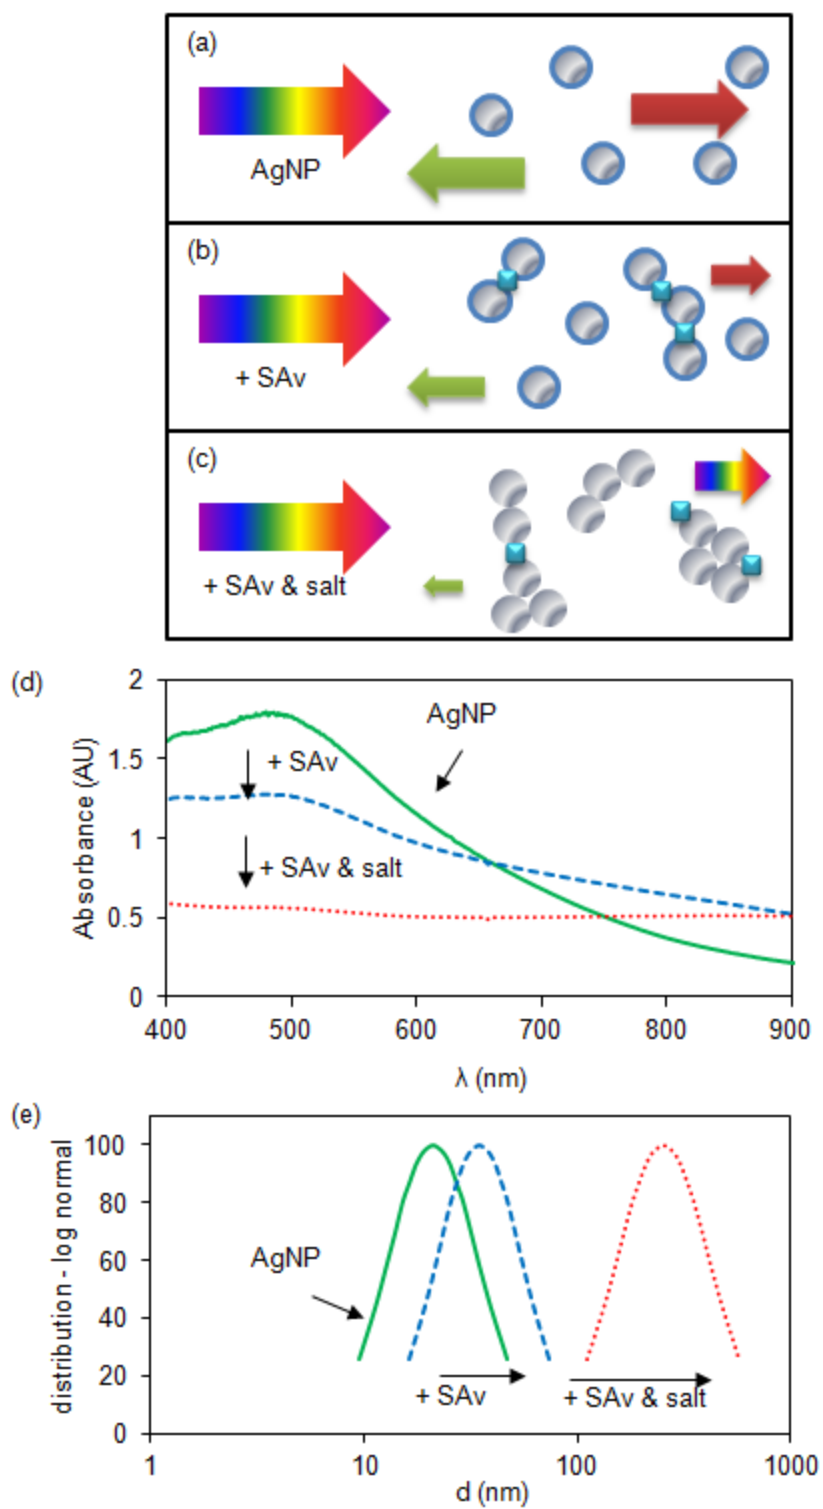 (a)
AgNP
(b)
+ SAv
(c)
+ SAv & salt
(d)
2
1.5
1
0.5
0
Absorbance (AU)
AgNP
+ SAv
+ SAv & salt
400 500 600 700 800 900
λ (nm)
(e)
100
80
60
40
20
0
distribution - log normal
AgNP
+ SAv
+ SAv & salt
1 10 100 1000
d (nm)